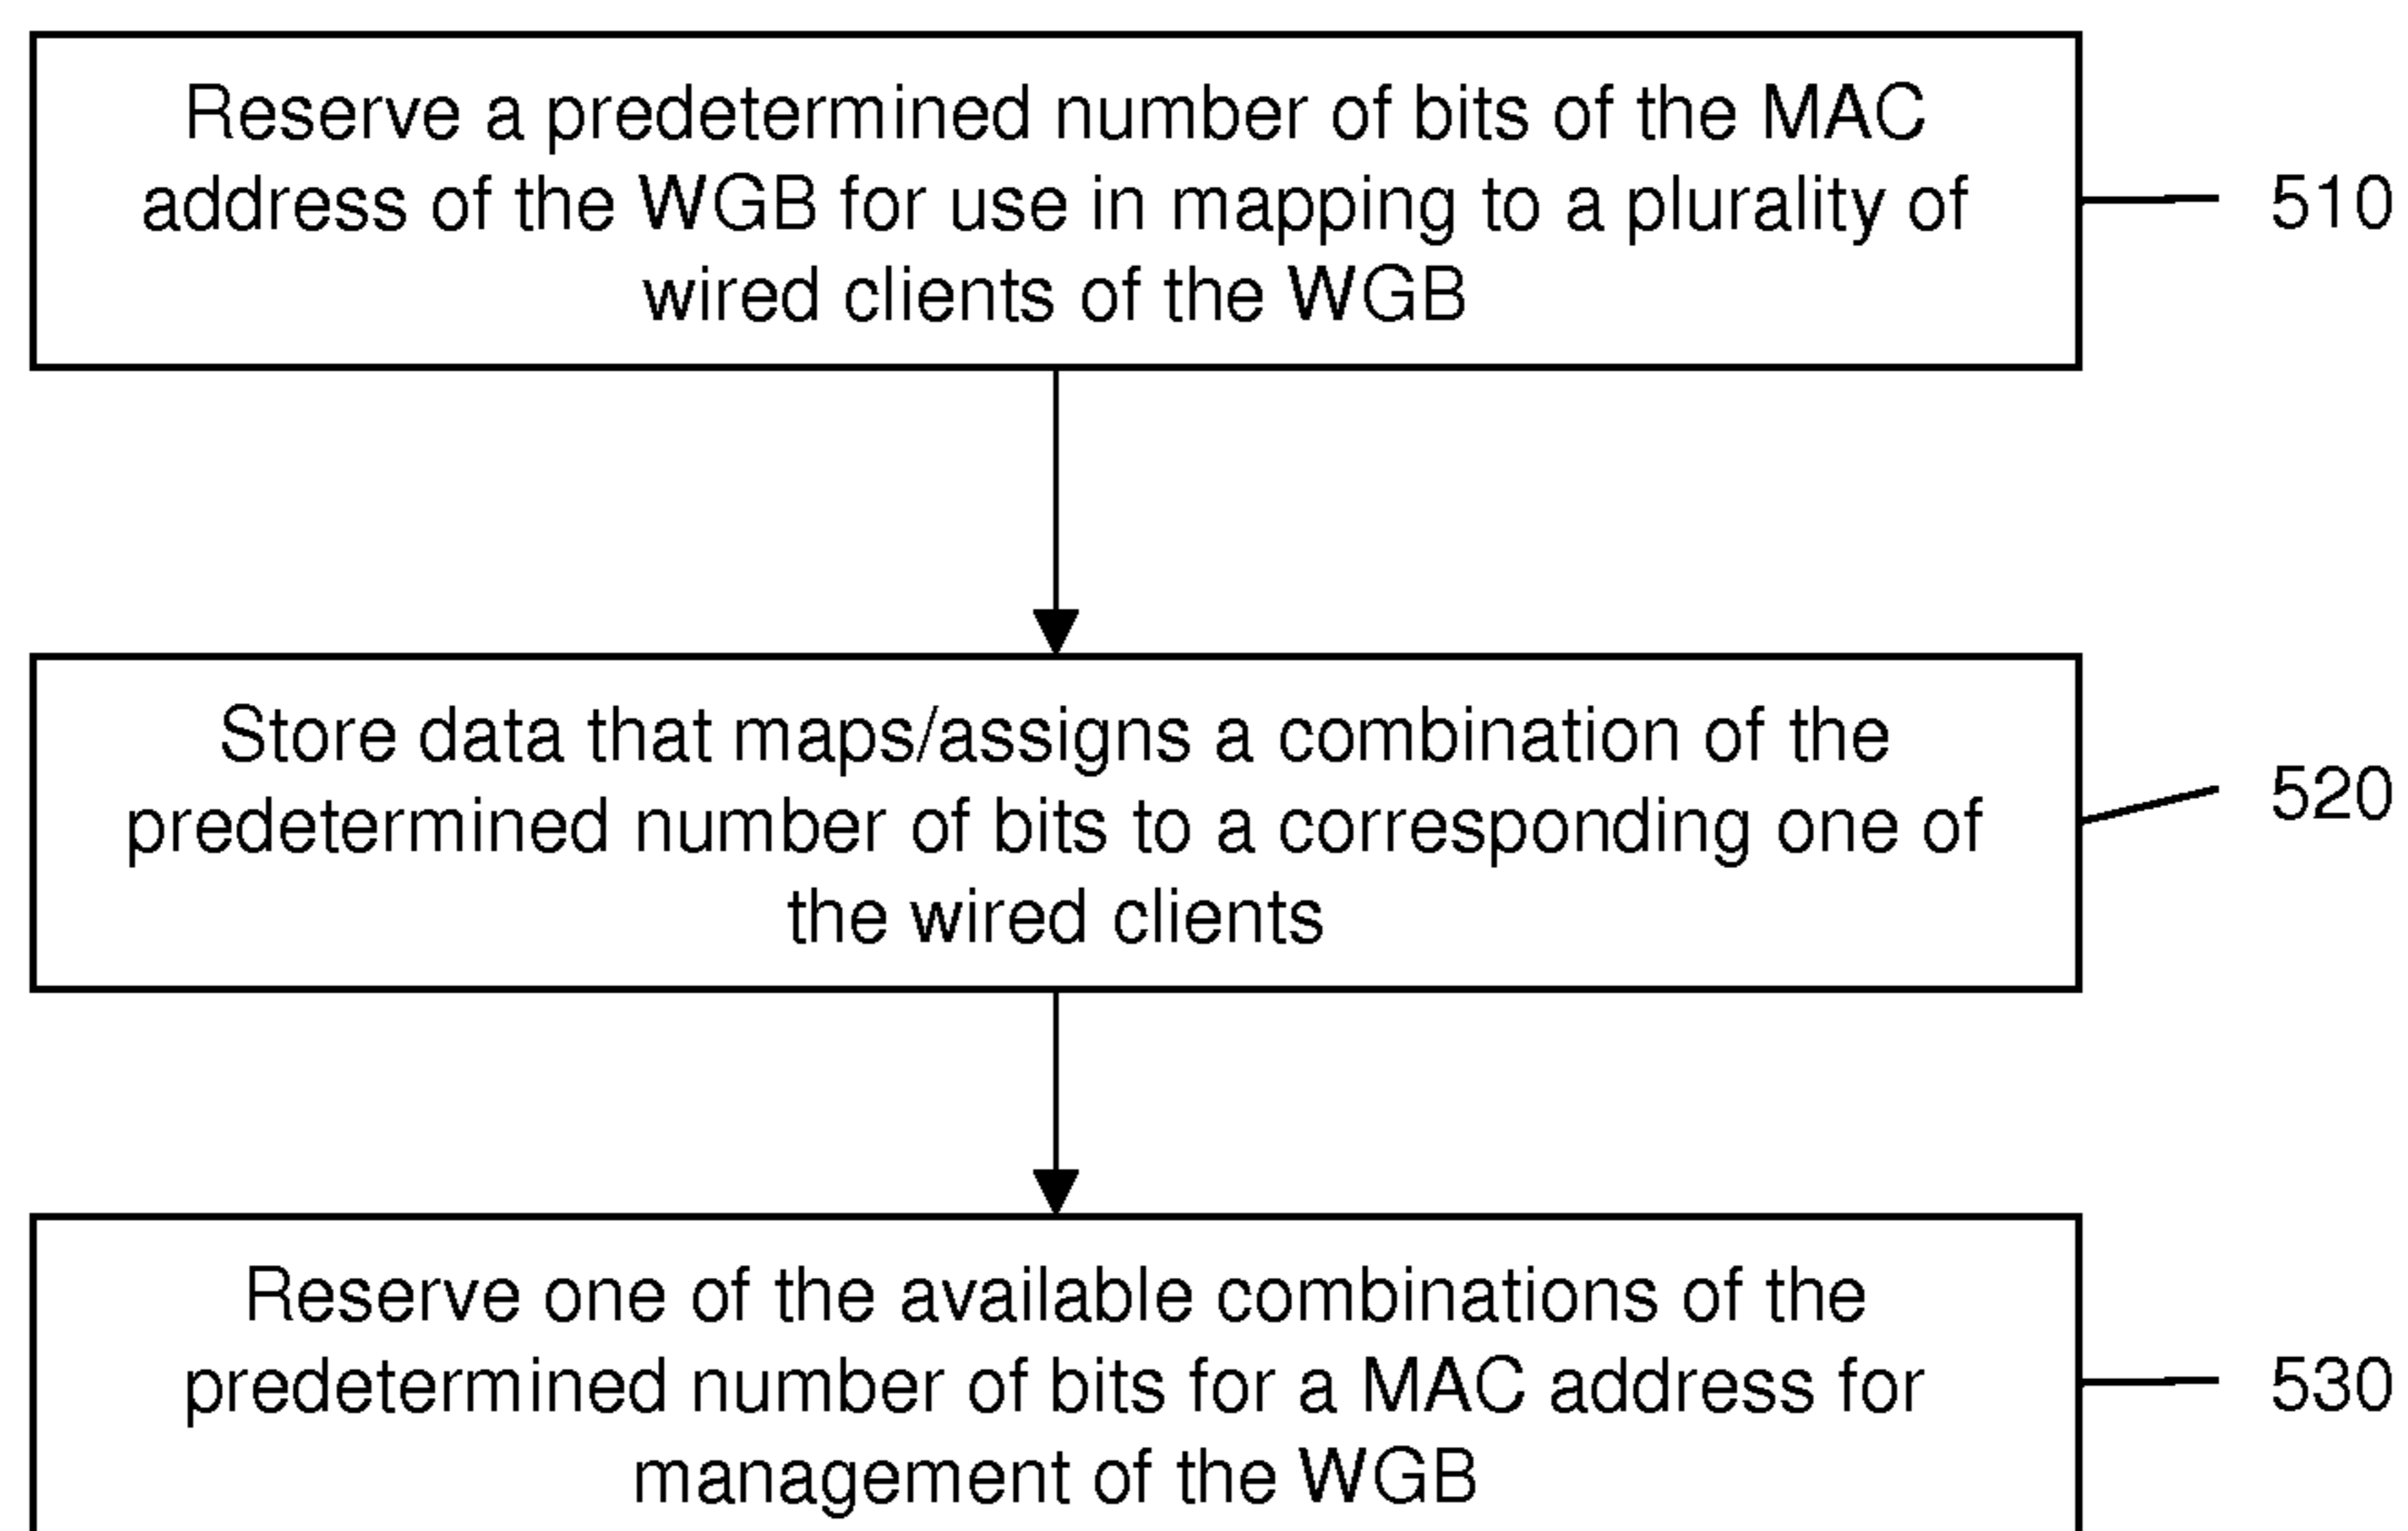 Reserve a predetermined number of bits of the MAC
address of the WGB for use in mapping to a plurality of
wired clients of the WGB
510
Store data that maps/assigns a combination of the
predetermined number of bits to a corresponding one of
the wired clients
520
Reserve one of the available combinations of the
predetermined number of bits for a MAC address for
management of the WGB
530